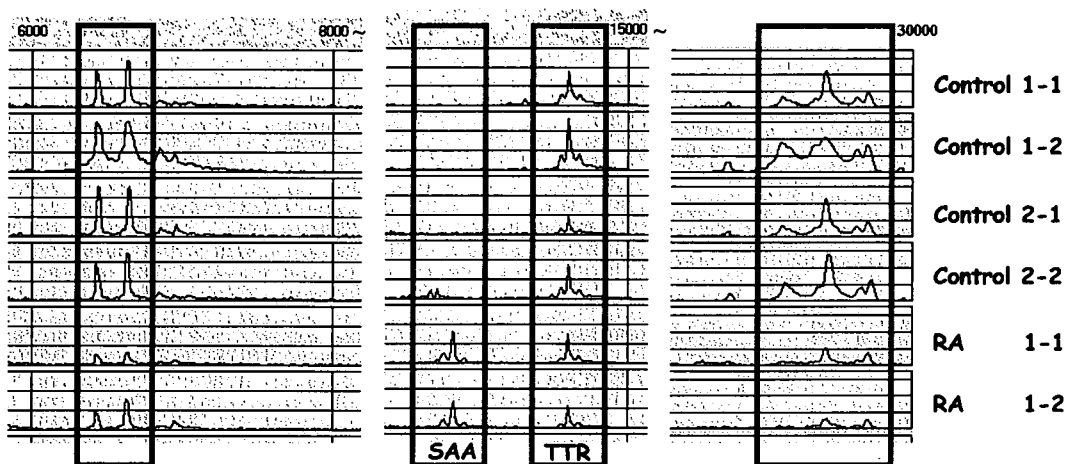 6000 8000 ~ 15000 ~ 30000
Control 1-1
Control 1-2
Control 2-1
Control 2-2
RA 1-1
RA 1-2
SAA TTR